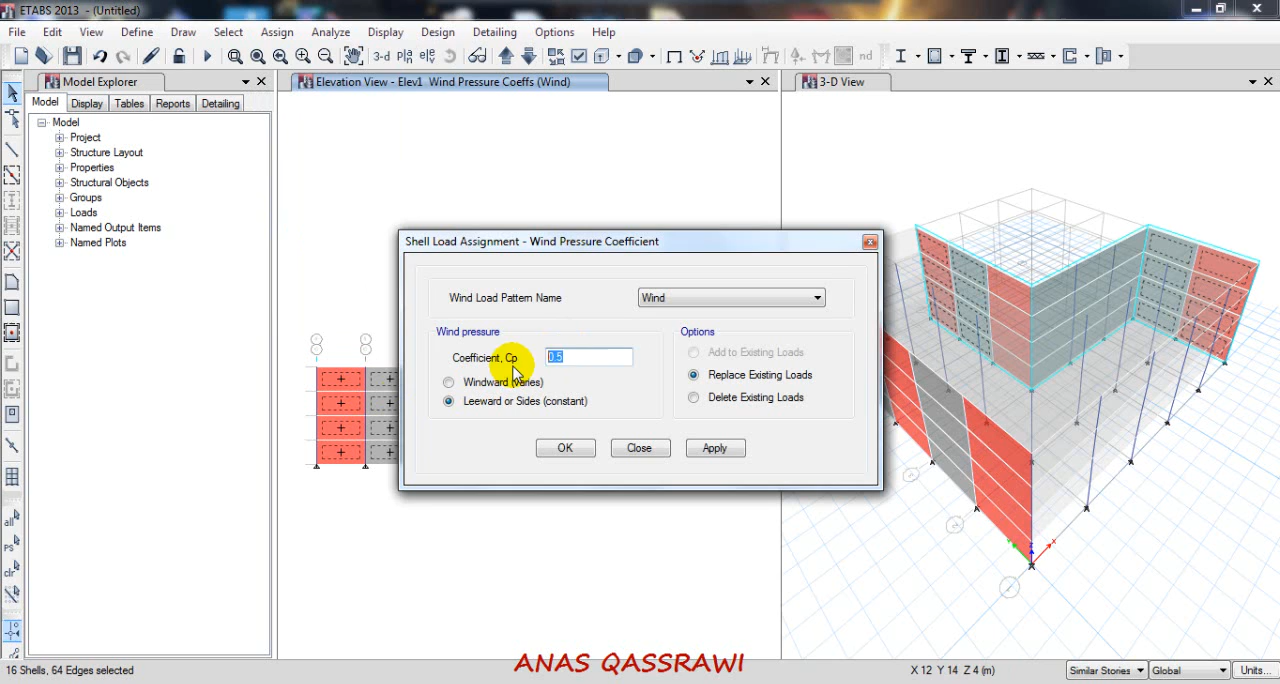 ETABS 2013 - (Untitled)
File Edit View Define Draw Select Assign Analyze Display Design Detailing Options Help
3-d nd
Model Explorer
Elevation View - Elev1 Wind Pressure Coeffs (Wind)
3-D View
Model Display Tables Reports Detailing
Model
Project
Structure Layout
Properties
Structural Objects
Groups
Loads
Named Output Items
Named Plots
Shell Load Assignment - Wind Pressure Coefficient
Wind Load Pattern Name Wind
Wind pressure
Coefficient, Cp 0.5
Windward (varies)
Leeward or Sides (constant)
Options
Add to Existing Loads
Replace Existing Loads
Delete Existing Loads
OK Close Apply
all
PS
clr
16 Shells, 64 Edges selected
ANAS QASSRAWI
X 12 Y 14 Z 4 (m)
Similar Stories Global Units...